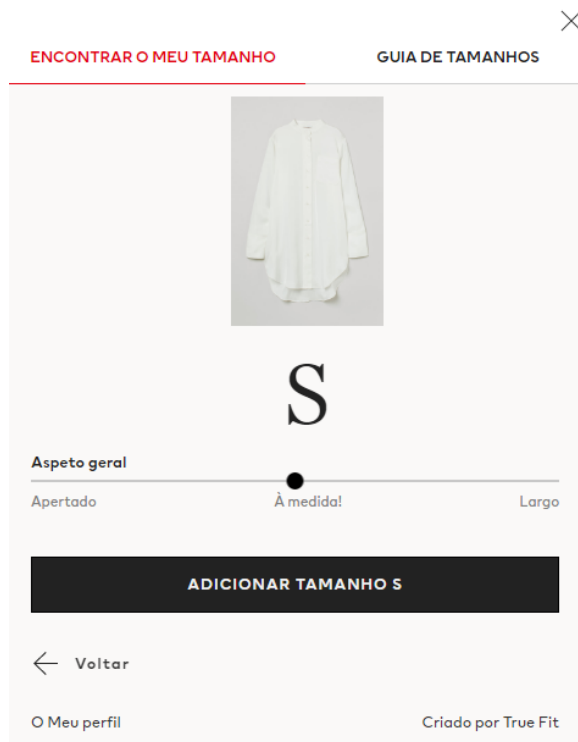 ENCONTRAR O MEU TAMANHO GUIA DE TAMANHOS
S
Aspeto geral
Apertado À medida! Largo
ADICIONAR TAMANHO S
Voltar
O Meu perfil Criado por True Fit